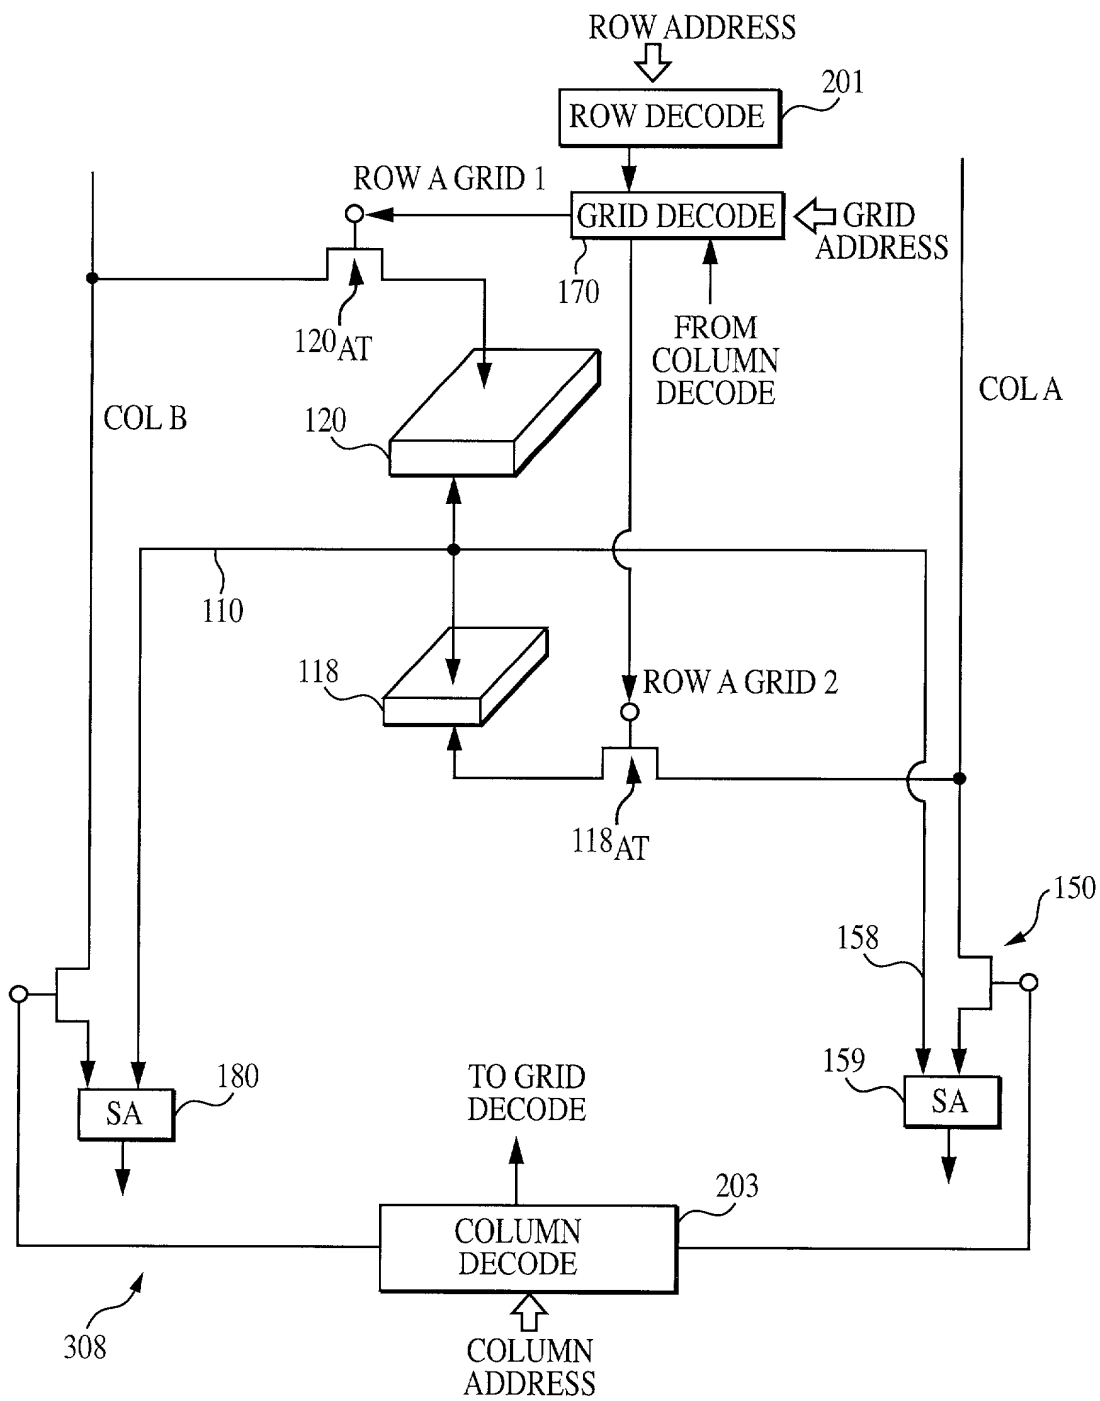 ROW ADDRESS
201
ROW DECODE
ROW A GRID 1
GRID DECODE
GRID
ADDRESS
170
120AT
FROM
COLUMN
DECODE
COL B
COL A
120
110
118
ROW A GRID 2
118AT
150
158
159
180
SA
SA
TO GRID
DECODE
203
COLUMN
DECODE
308
COLUMN
ADDRESS